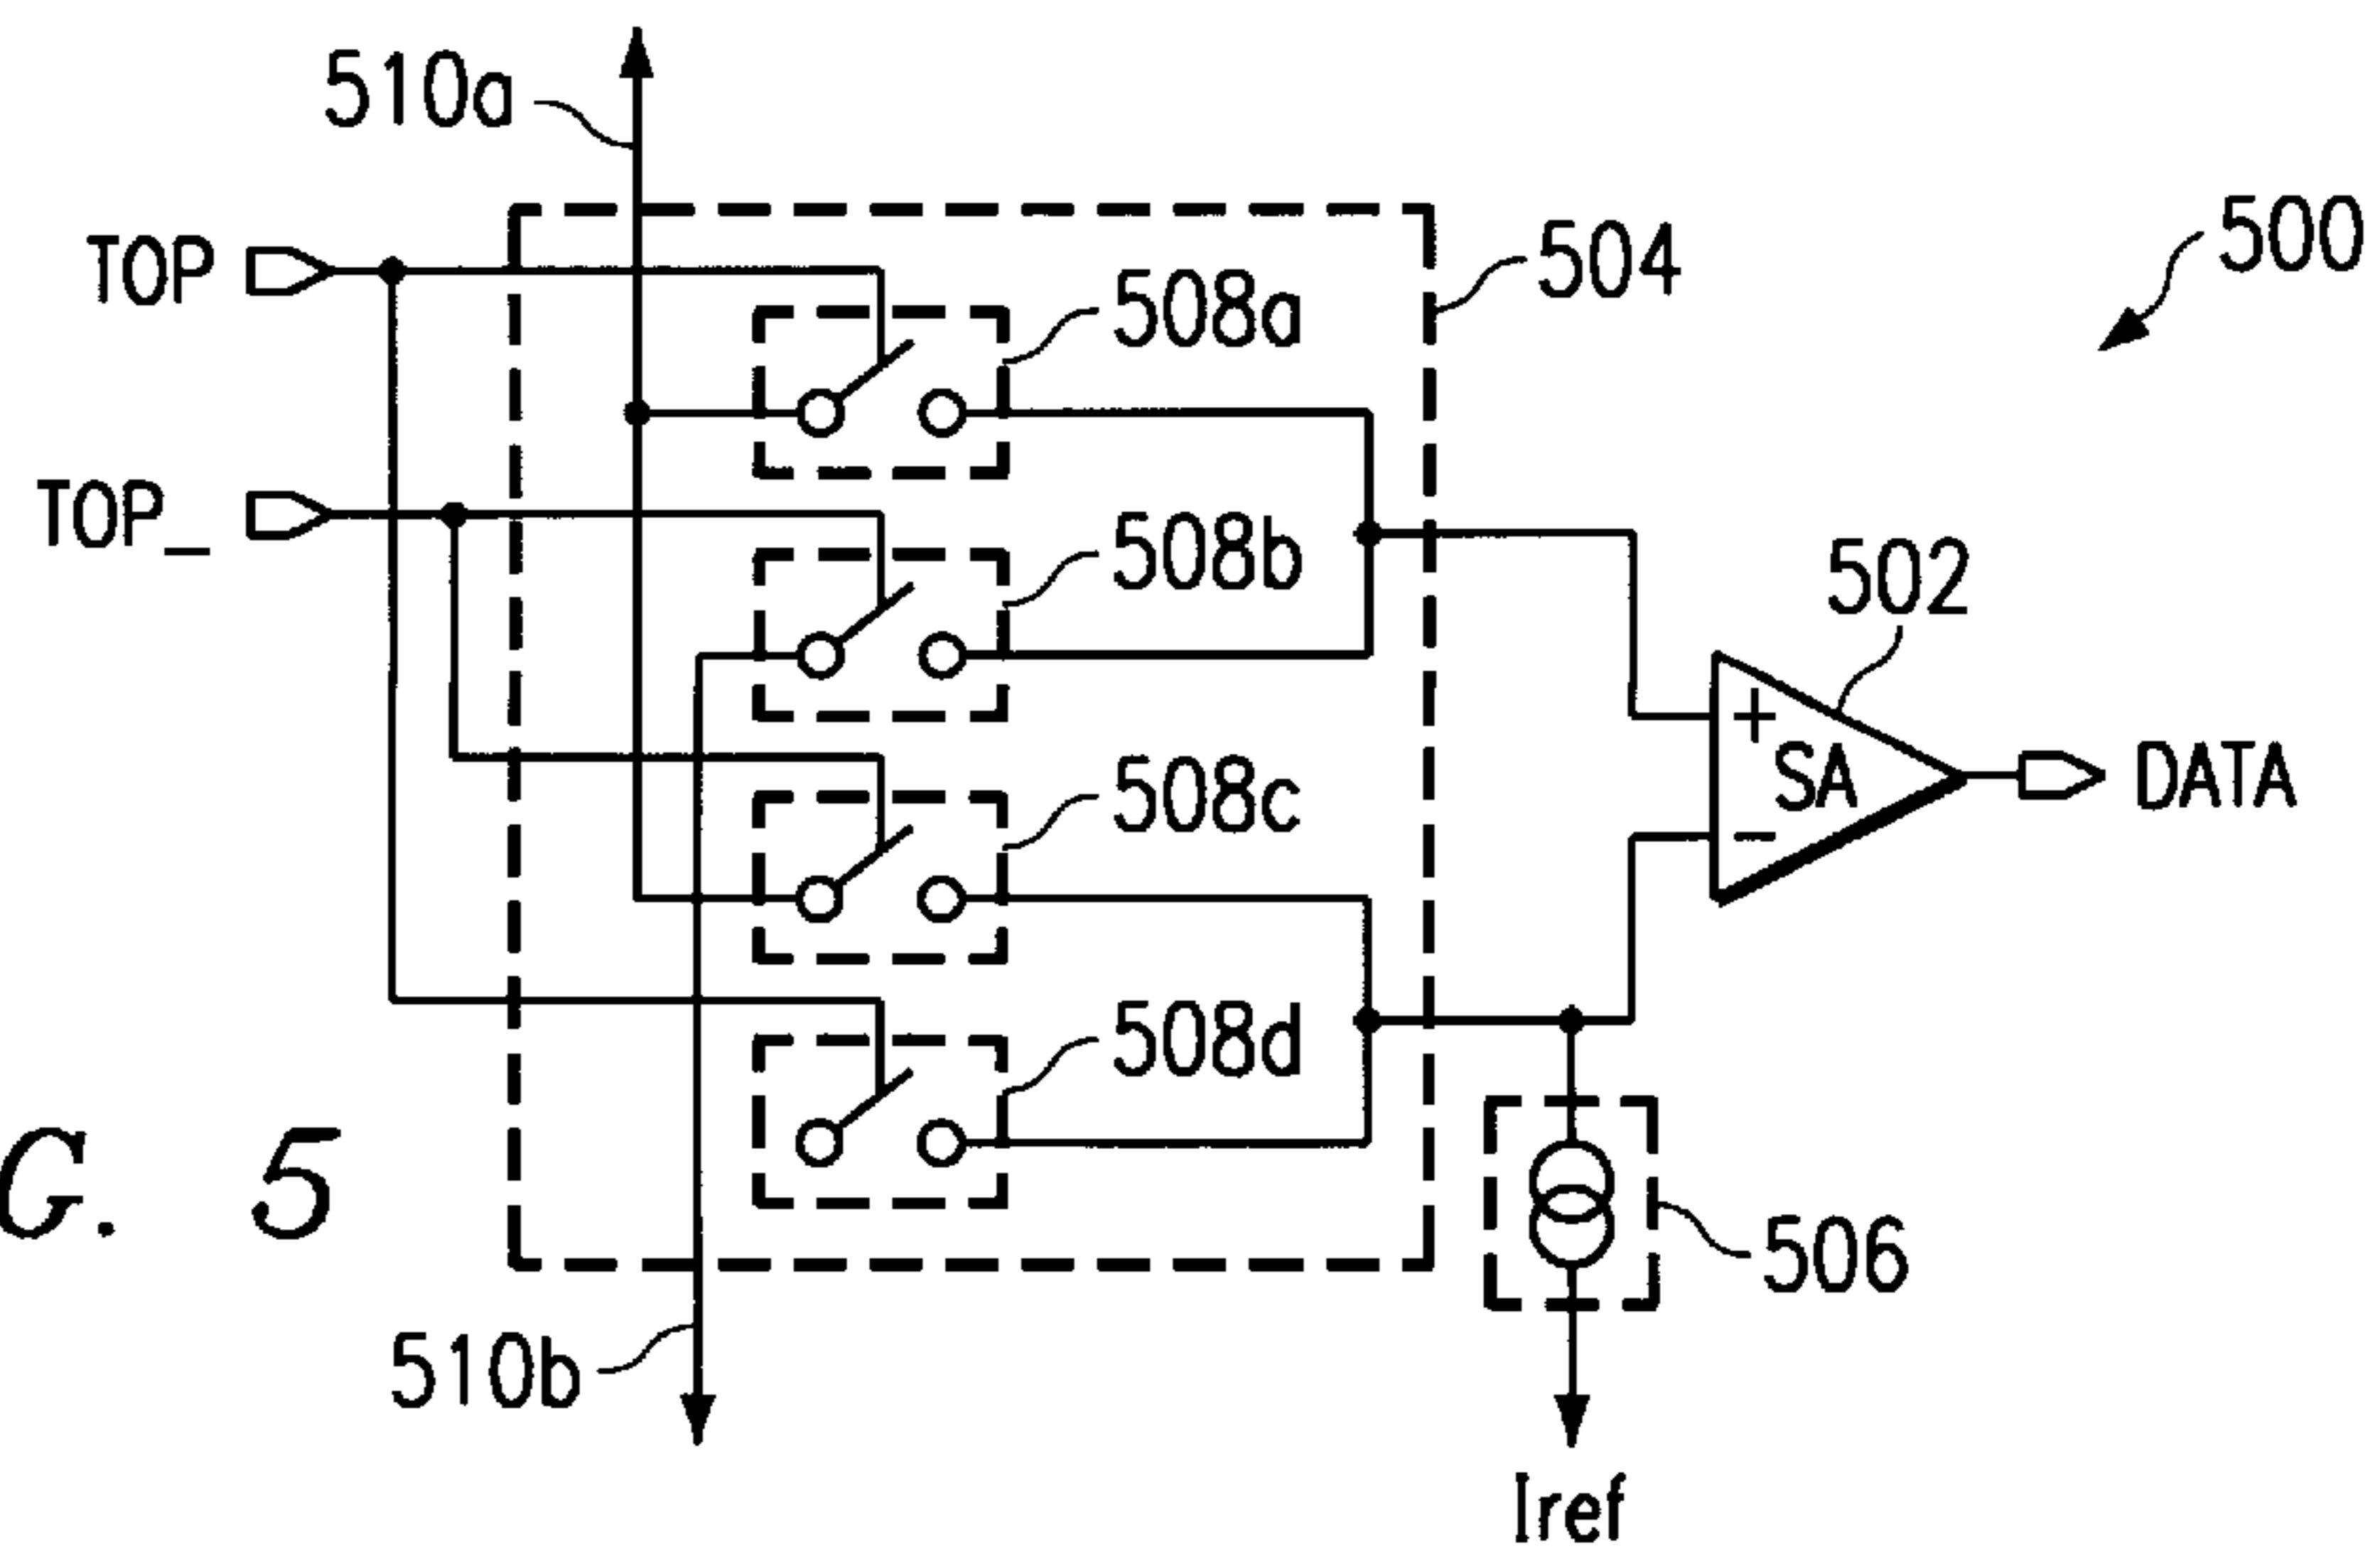 510a
TOP
504
500
508a
TOP_
508b
502
+
SA
DATA
508c
−
508d
G. 5
506
510b
Iref